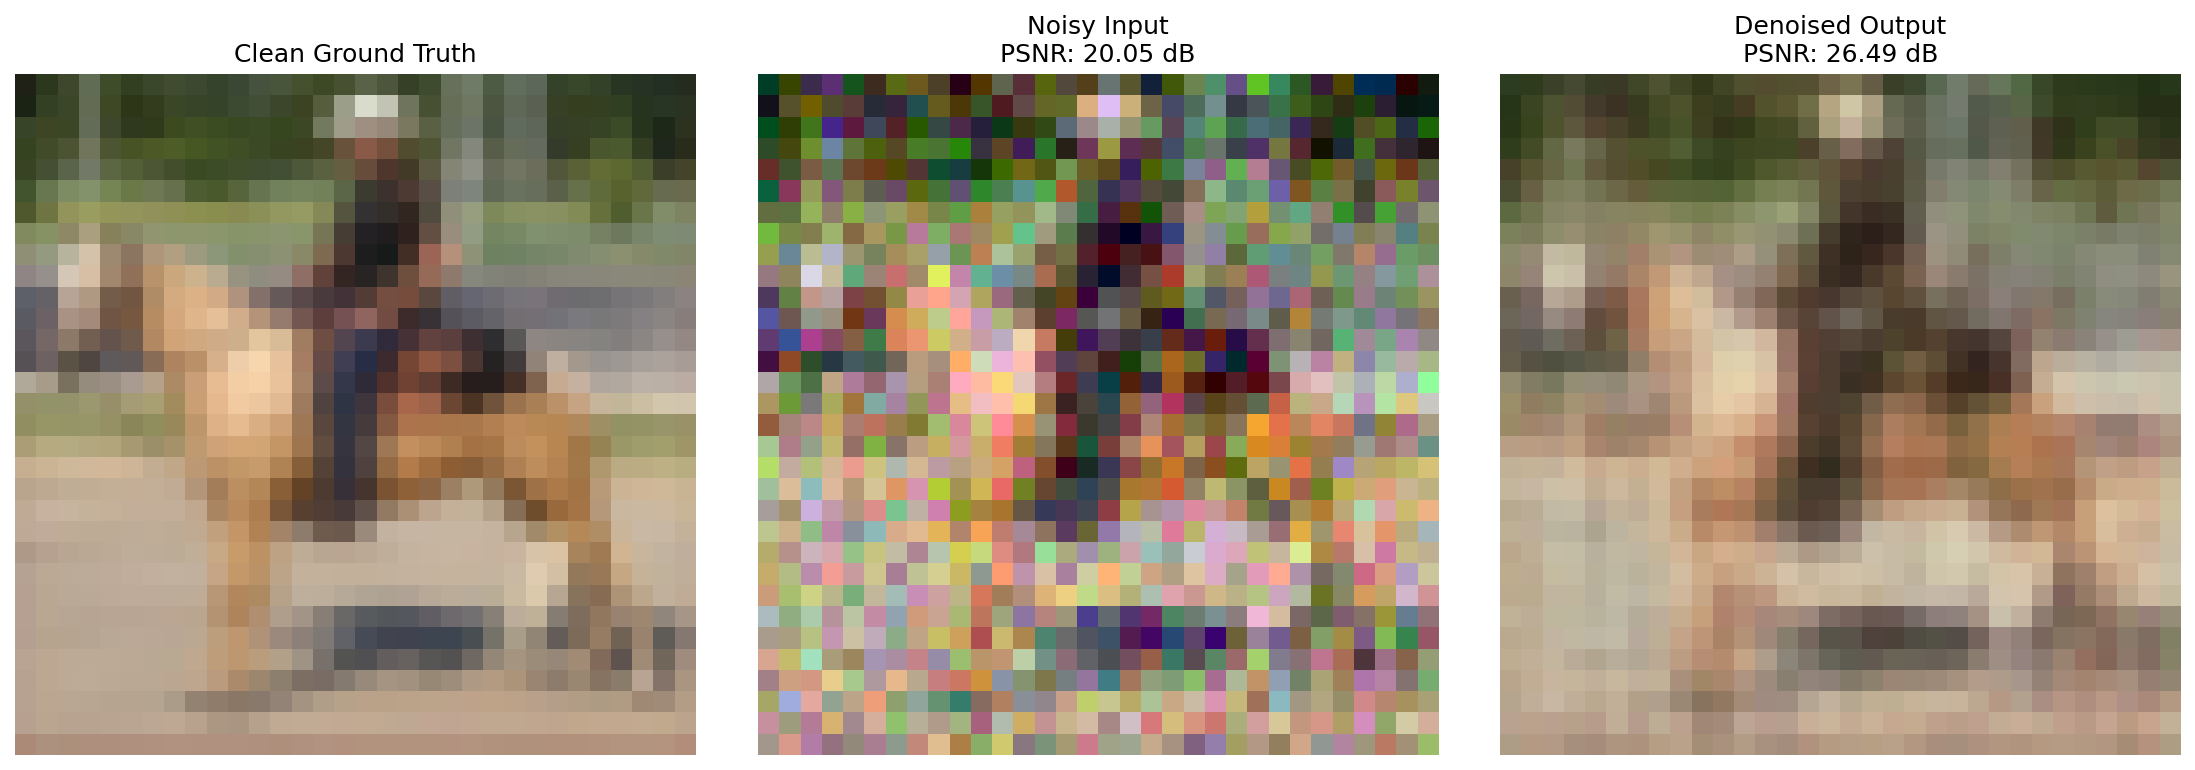 Clean Ground Truth
Noisy Input
PSNR: 20.05 dB
Denoised Output
PSNR: 26.49 dB